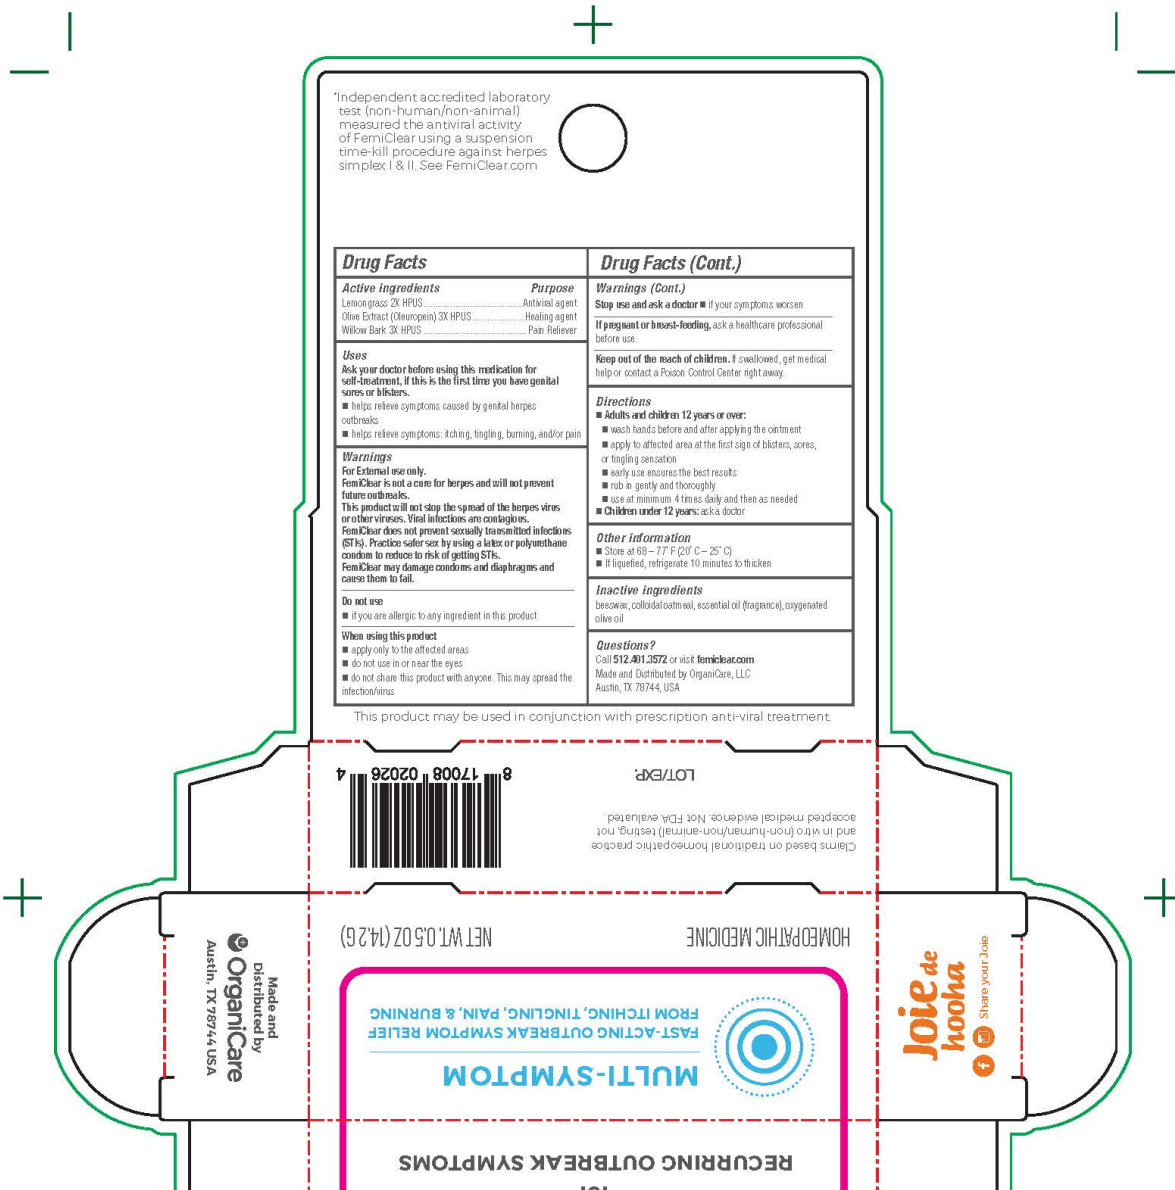 *Independent accredited laboratory
test (non-human/non-animal)
measured the antiviral activity
of FemiClear using a suspension
time-kill procedure against herpes
simplex I & II. See FemiClear.com
Drug Facts
Active ingredients Purpose
Lemongrass 2X HPUS ........ Antiviral agent
Olive Extract (Oleuropein) 3X HPUS ........ Healing agent
Willow Bark 3X HPUS ........ Pain Reliever
Uses
Ask your doctor before using this medication for
self-treatment, if this is the first time you have genital
sores or blisters.
■ helps relieve symptoms caused by genital herpes
outbreaks
■ helps relieve symptoms: itching, tingling, burning, and/or pain
Warnings
For External use only.
FemiClear is not a cure for herpes and will not prevent
future outbreaks.
This product will not stop the spread of the herpes virus
or other viruses. Viral infections are contagious.
FemiClear does not prevent sexually transmitted infections
(STIs). Practice safer sex by using a latex or polyurethane
condom to reduce to risk of getting STIs.
FemiClear may damage condoms and diaphragms and
cause them to fail.
Do not use
■ if you are allergic to any ingredient in this product
When using this product
■ apply only to the affected areas
■ do not use in or near the eyes
■ do not share this product with anyone. This may spread the
infection/virus
Drug Facts (Cont.)
Warnings (Cont.)
Stop use and ask a doctor ■ if your symptoms worsen
If pregnant or breast-feeding, ask a healthcare professional
before use.
Keep out of the reach of children. If swallowed, get medical
help or contact a Poison Control Center right away.
Directions
■ Adults and children 12 years or over:
■ wash hands before and after applying the ointment
■ apply to affected area at the first sign of blisters, sores,
or tingling sensation
■ early use ensures the best results
■ rub in gently and thoroughly
■ use at minimum 4 times daily and then as needed
■ Children under 12 years: ask a doctor
Other information
■ Store at 68 – 77˚ F (20˚ C – 25˚ C)
■ If liquefied, refrigerate 10 minutes to thicken
Inactive ingredients
beeswax, colloidal oatmeal, essential oil (fragrance), oxygenated
olive oil
Questions?
Call 512.401.3572 or visit femiclear.com
Made and Distributed by OrganiCare, LLC
Austin, TX 78744, USA
This product may be used in conjunction with prescription anti-viral treatment.
8 17008 02026 4
LOT/EXP.
Claims based on traditional homeopathic practice
and in vitro (non-human/non-animal) testing, not
accepted medical evidence. Not FDA evaluated.
HOMEOPATHIC MEDICINE
NET WT. 0.5 OZ (14.2 G)
for
RECURRING OUTBREAK SYMPTOMS
MULTI-SYMPTOM
FAST-ACTING OUTBREAK SYMPTOM RELIEF
FROM ITCHING, TINGLING, PAIN, & BURNING
Made and
Distributed by
OrganiCare
Austin, TX 78744 USA
Joie de
hooha
f Share your Joie